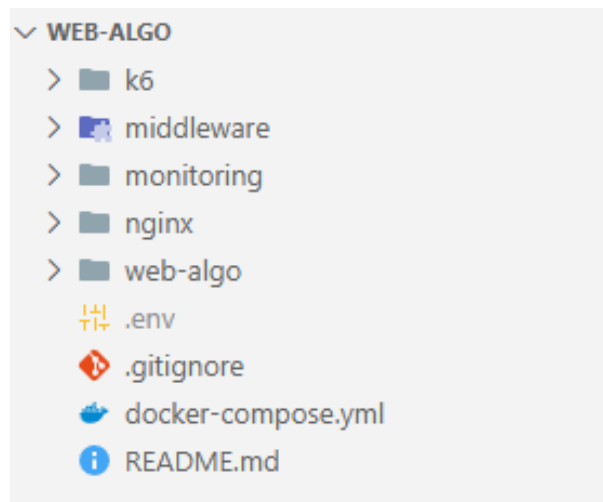 WEB-ALGO
k6
middleware
monitoring
nginx
web-algo
.env
.gitignore
docker-compose.yml
README.md